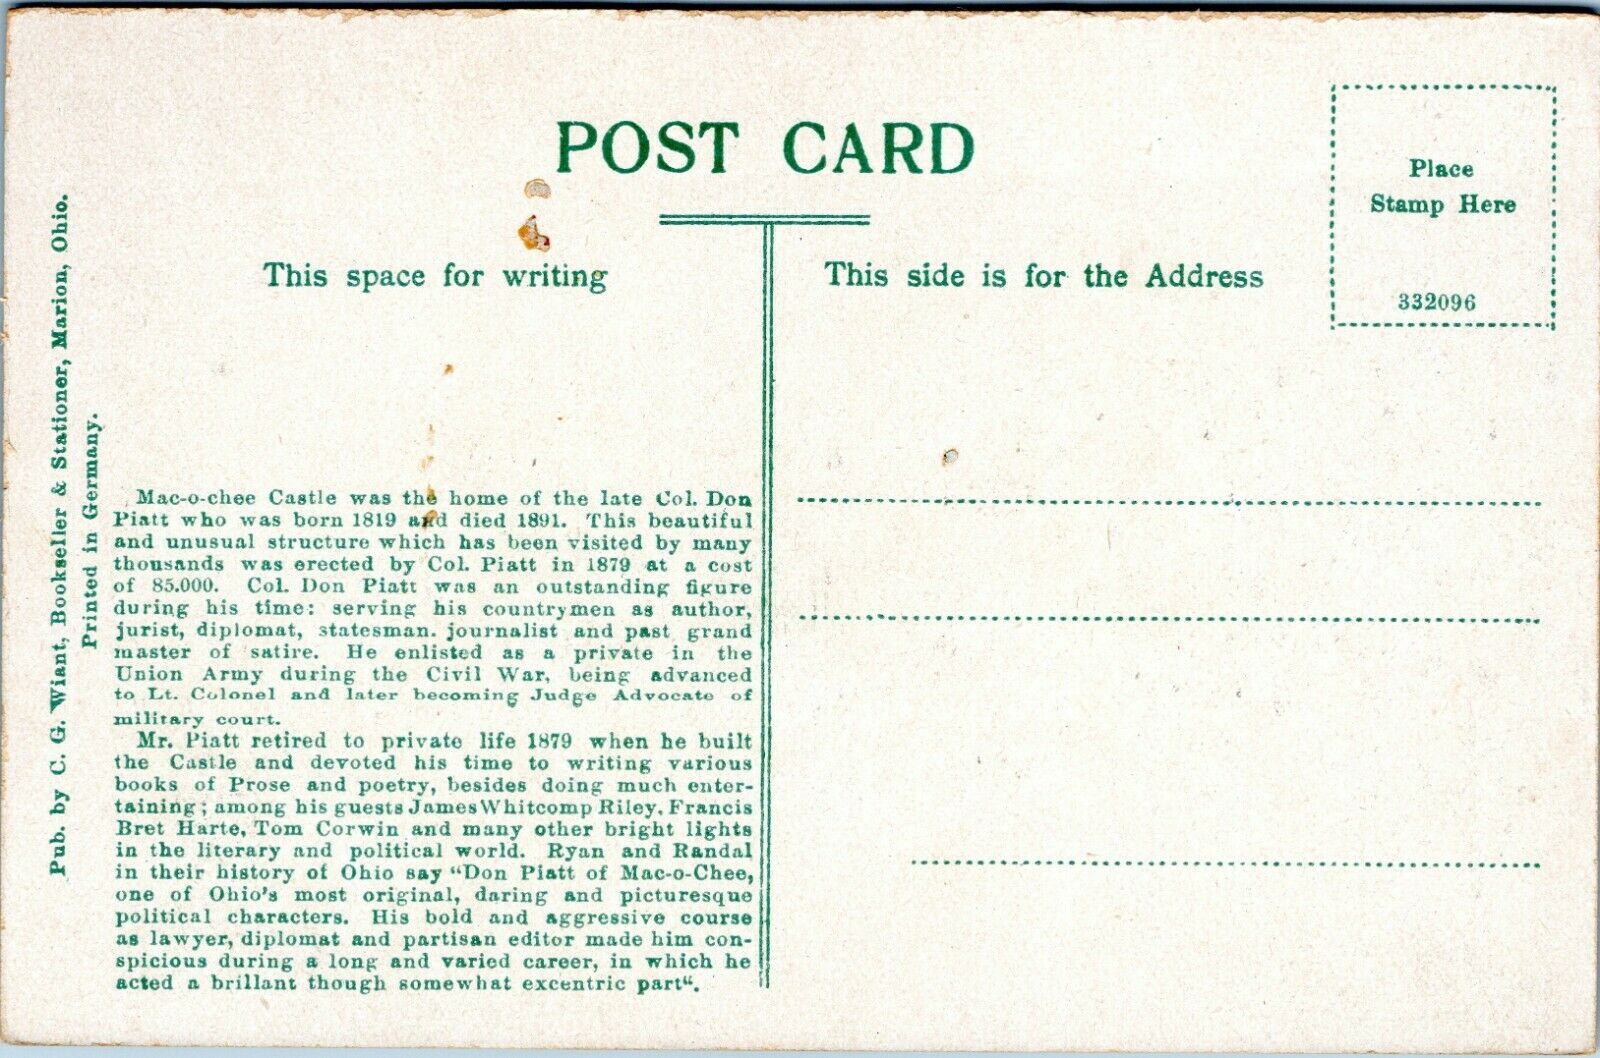 POST CARD
Place
Stamp Here
332096
This space for writing
This side is for the Address
Pub. by C. G. Wiant, Bookseller & Stationer, Marion, Ohio.
Printed in Germany.
Mac-o-chee Castle was the home of the late Col. Don
Piatt who was born 1819 and died 1891. This beautiful
and unusual structure which has been visited by many
thousands was erected by Col. Piatt in 1879 at a cost
of 85.000. Col. Don Piatt was an outstanding figure
during his time: serving his countrymen as author,
jurist, diplomat, statesman. journalist and past grand
master of satire. He enlisted as a private in the
Union Army during the Civil War, being advanced
to Lt. Colonel and later becoming Judge Advocate of
military court.
Mr. Piatt retired to private life 1879 when he built
the Castle and devoted his time to writing various
books of Prose and poetry, besides doing much enter-
taining; among his guests James Whitcomp Riley, Francis
Bret Harte, Tom Corwin and many other bright lights
in the literary and political world. Ryan and Randal
in their history of Ohio say “Don Piatt of Mac-o-Chee,
one of Ohio's most original, daring and picturesque
political characters. His bold and aggressive course
as lawyer, diplomat and partisan editor made him con-
spicious during a long and varied career, in which he
acted a brillant though somewhat excentric part“.